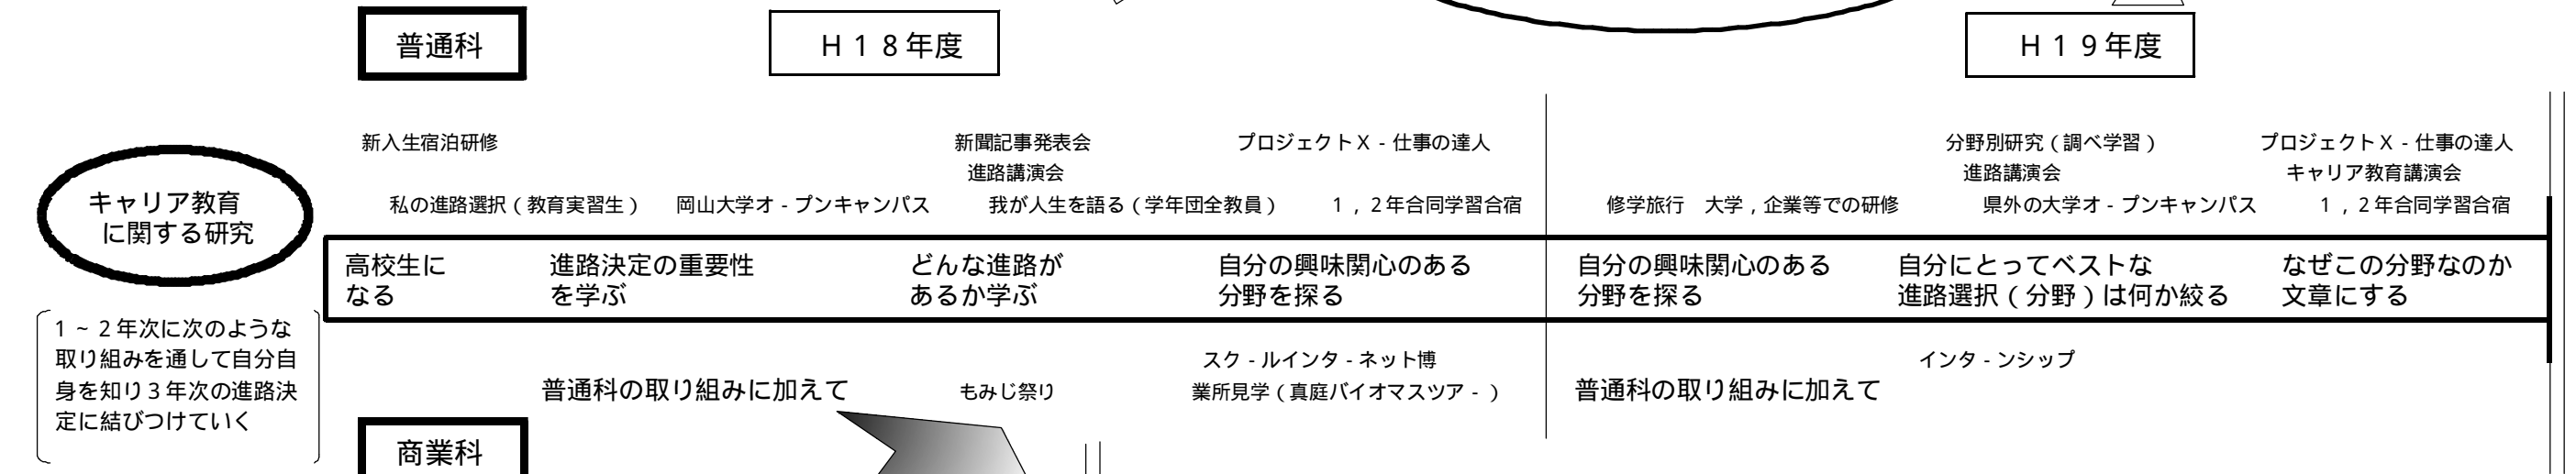 普通科
H18年度
H19年度
新入生宿泊研修
新聞記事発表会
プロジェクトX-仕事の達人
分野別研究(調べ学習)
プロジェクトX-仕事の達人
進路講演会
進路講演会
キャリア教育講演会
私の進路選択(教育実習生)
岡山大学オ-プンキャンパス
我が人生を語る(学年団全教員)
1,2年合同学習合宿
修学旅行 大学,企業等での研修
県外の大学オ-プンキャンパス
1,2年合同学習合宿
キャリア教育
に関する研究
高校生に
なる
進路決定の重要性
を学ぶ
どんな進路が
あるか学ぶ
自分の興味関心のある
分野を探る
自分の興味関心のある
分野を探る
自分にとってベストな
進路選択(分野)は何か絞る
なぜこの分野なのか
文章にする
1~2年次に次のような
取り組みを通して自分自
身を知り3年次の進路決
定に結びつけていく
スク-ルインタ-ネット博
インタ-ンシップ
普通科の取り組みに加えて
もみじ祭り
業所見学(真庭バイオマスツア-)
普通科の取り組みに加えて
商業科